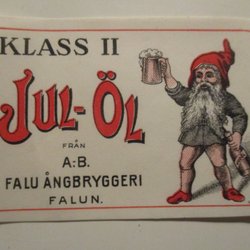 KLASS II
JUL-ÖL
FRÅN
A:-B.
FALU ÅNGBRYGGERI
FALUN.